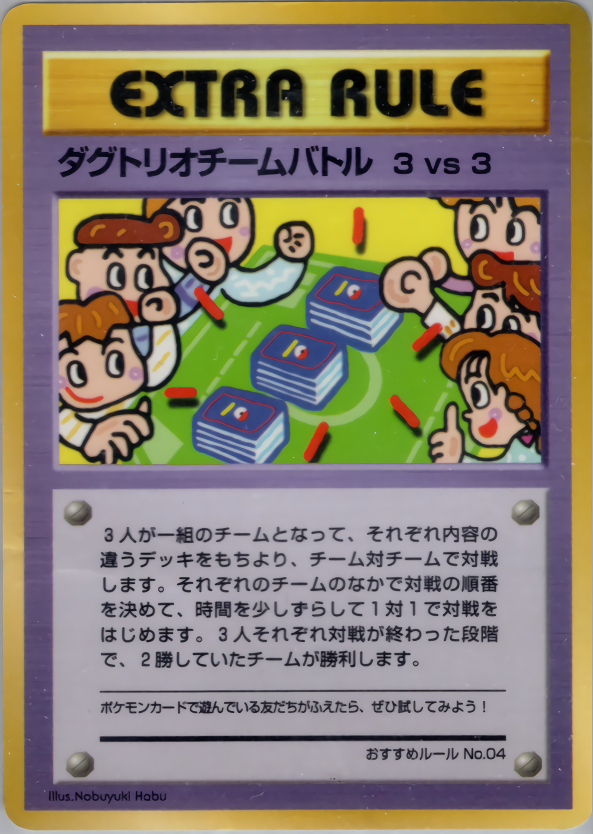 EXTRA RULE
ダグトリオチームバトル 3 vs 3
3人が一組のチームとなって、それぞれ内容の
違うデッキをもちより、チーム対チームで対戦
します。それぞれのチームのなかで対戦の順番
を決めて、時間を少しずらして1対1で対戦を
はじめます。3人それぞれ対戦が終わった段階
で、2勝していたチームが勝利します。
ポケモンカードで遊んでいる友だちがふえたら、ぜひ試してみよう!
おすすめルール No.04
Illus.Nobuyuki Habu